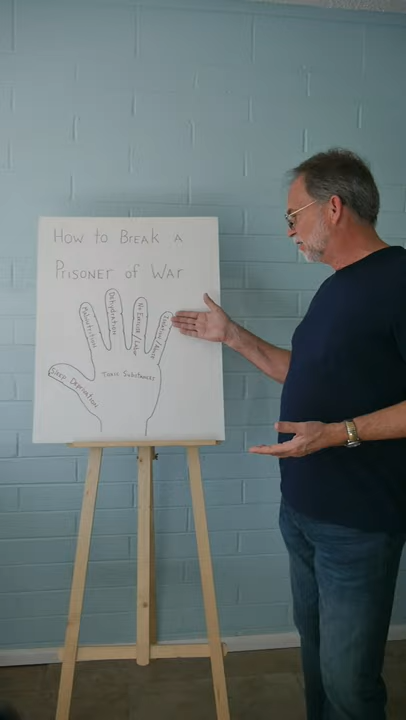 How to Break a
Prisoner of War
Sleep Deprivation
Malnutrition
Dehydration
Toxic Substances